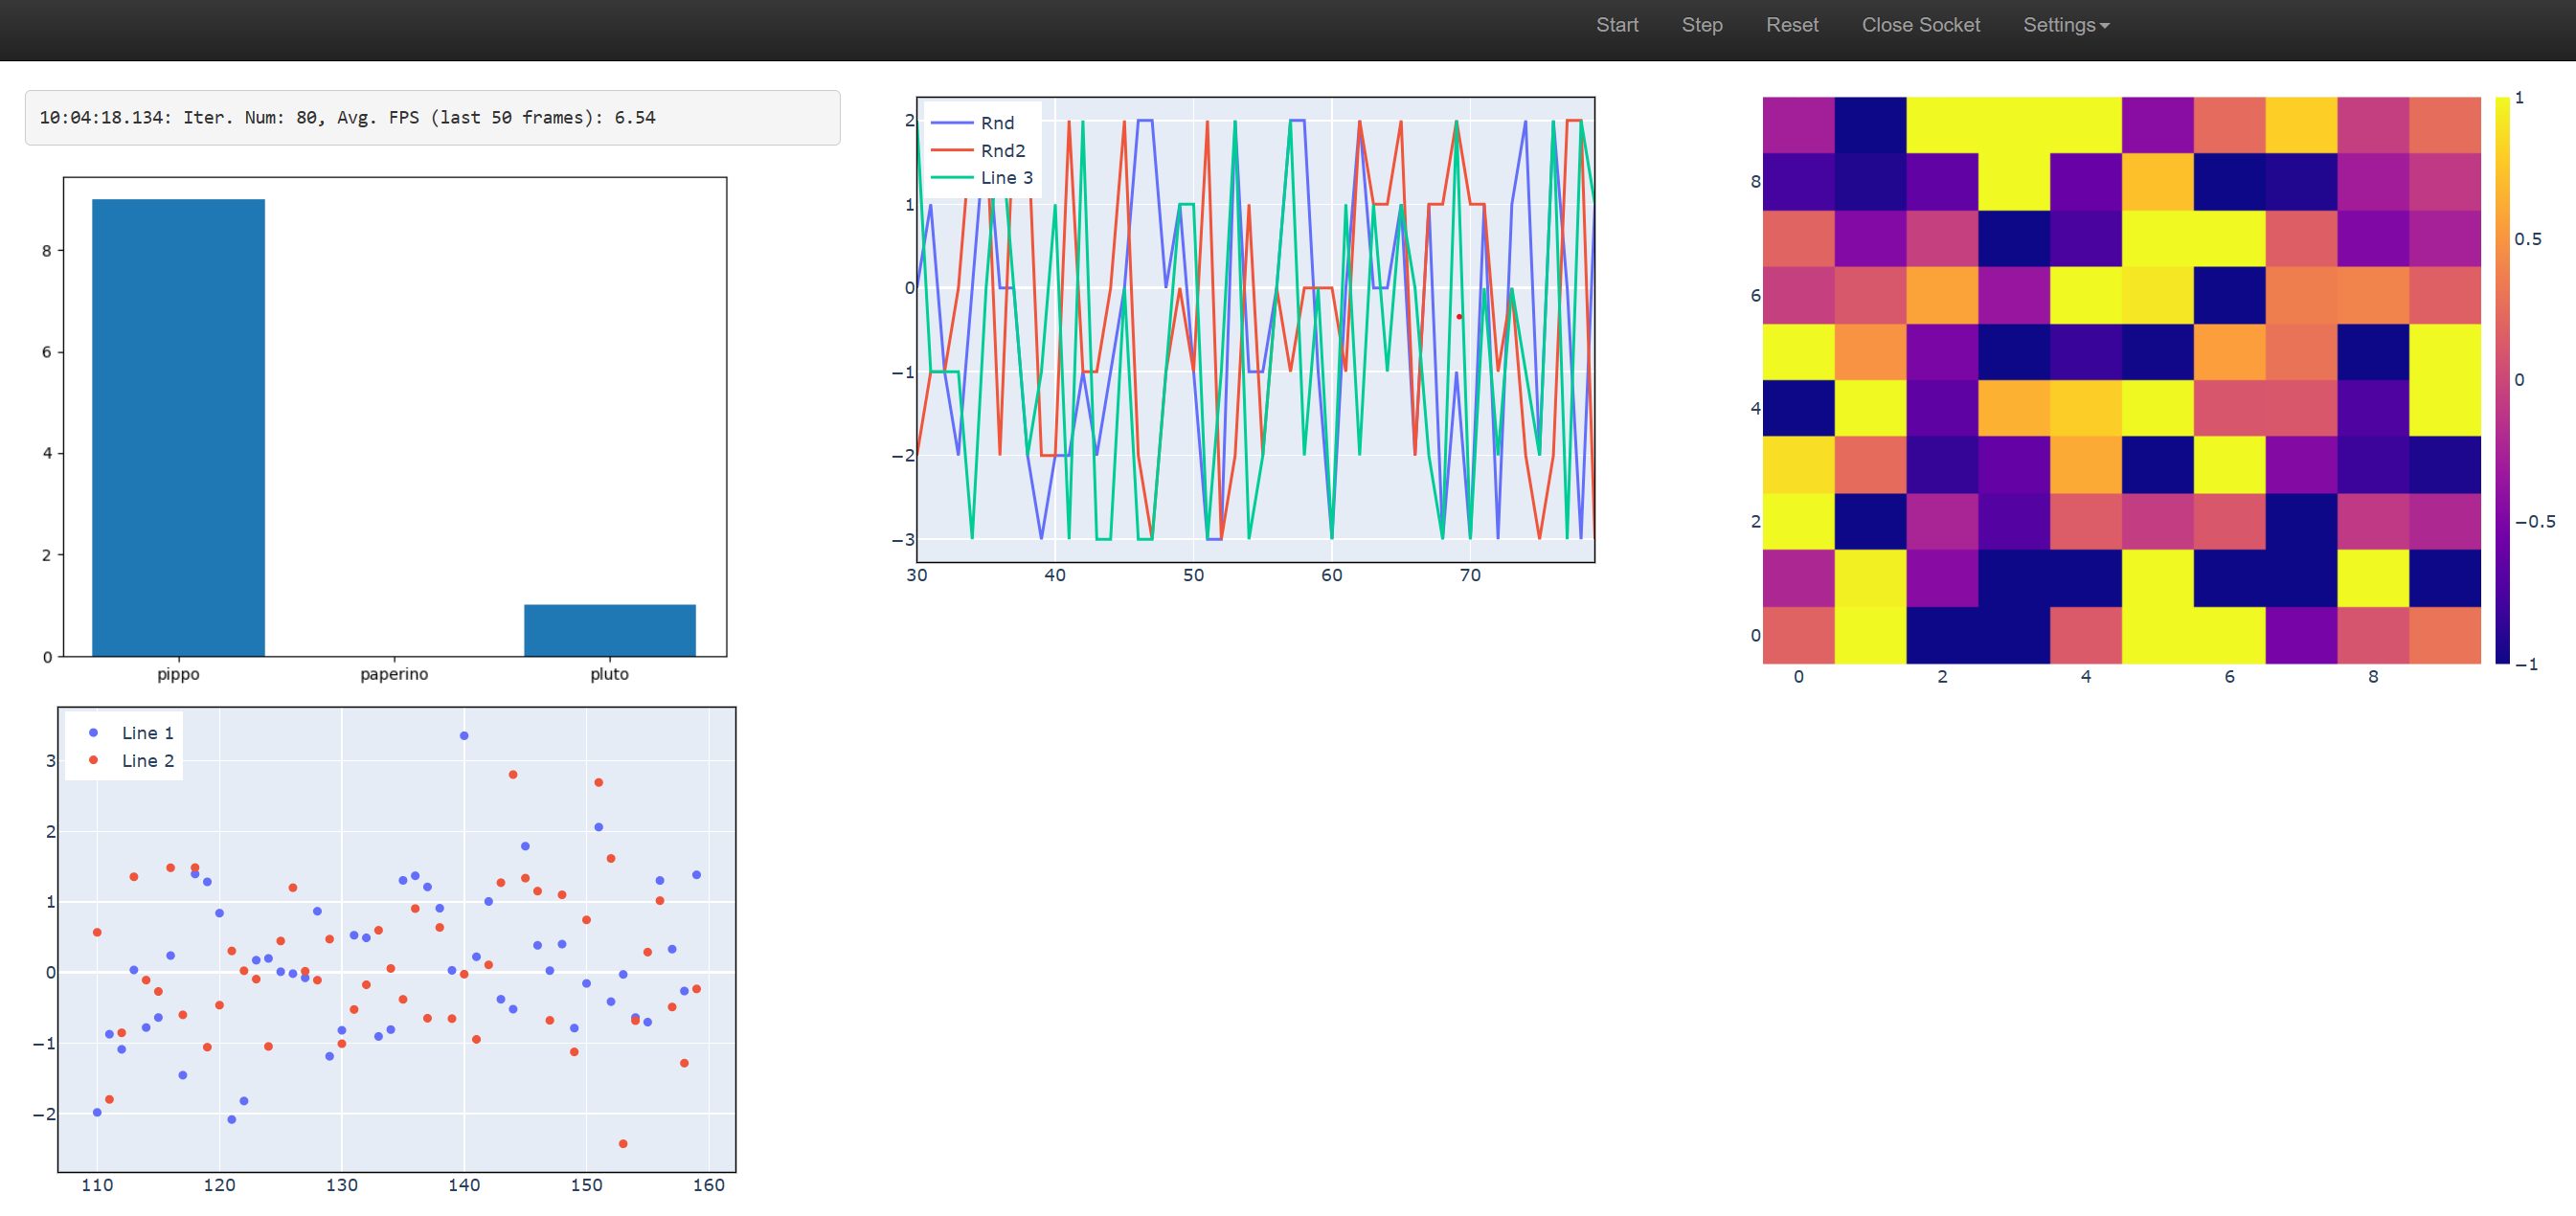 Start Step Reset Close Socket Settings
10:04:18.134: Iter. Num: 80, Avg. FPS (last 50 frames): 6.54
8
6
4
2
0
pippo paperino pluto
Rnd
Rnd2
Line 3
2
1
0
−1
−2
−3
30 40 50 60 70
8
6
4
2
0
0 2 4 6 8
1
0.5
0
−0.5
−1
Line 1
Line 2
3
2
1
0
−1
−2
110 120 130 140 150 160